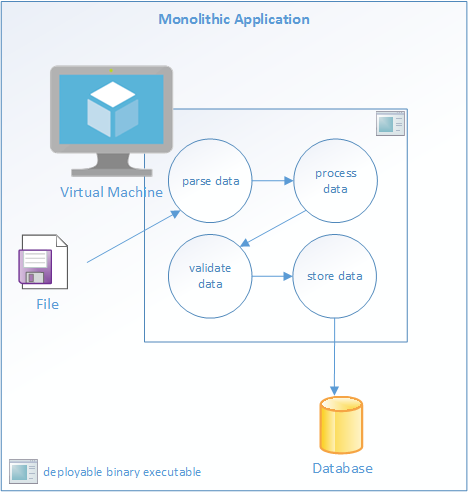 Monolithic Application
Virtual Machine
parse data
process
data
File
validate
data
store data
Database
deployable binary executable